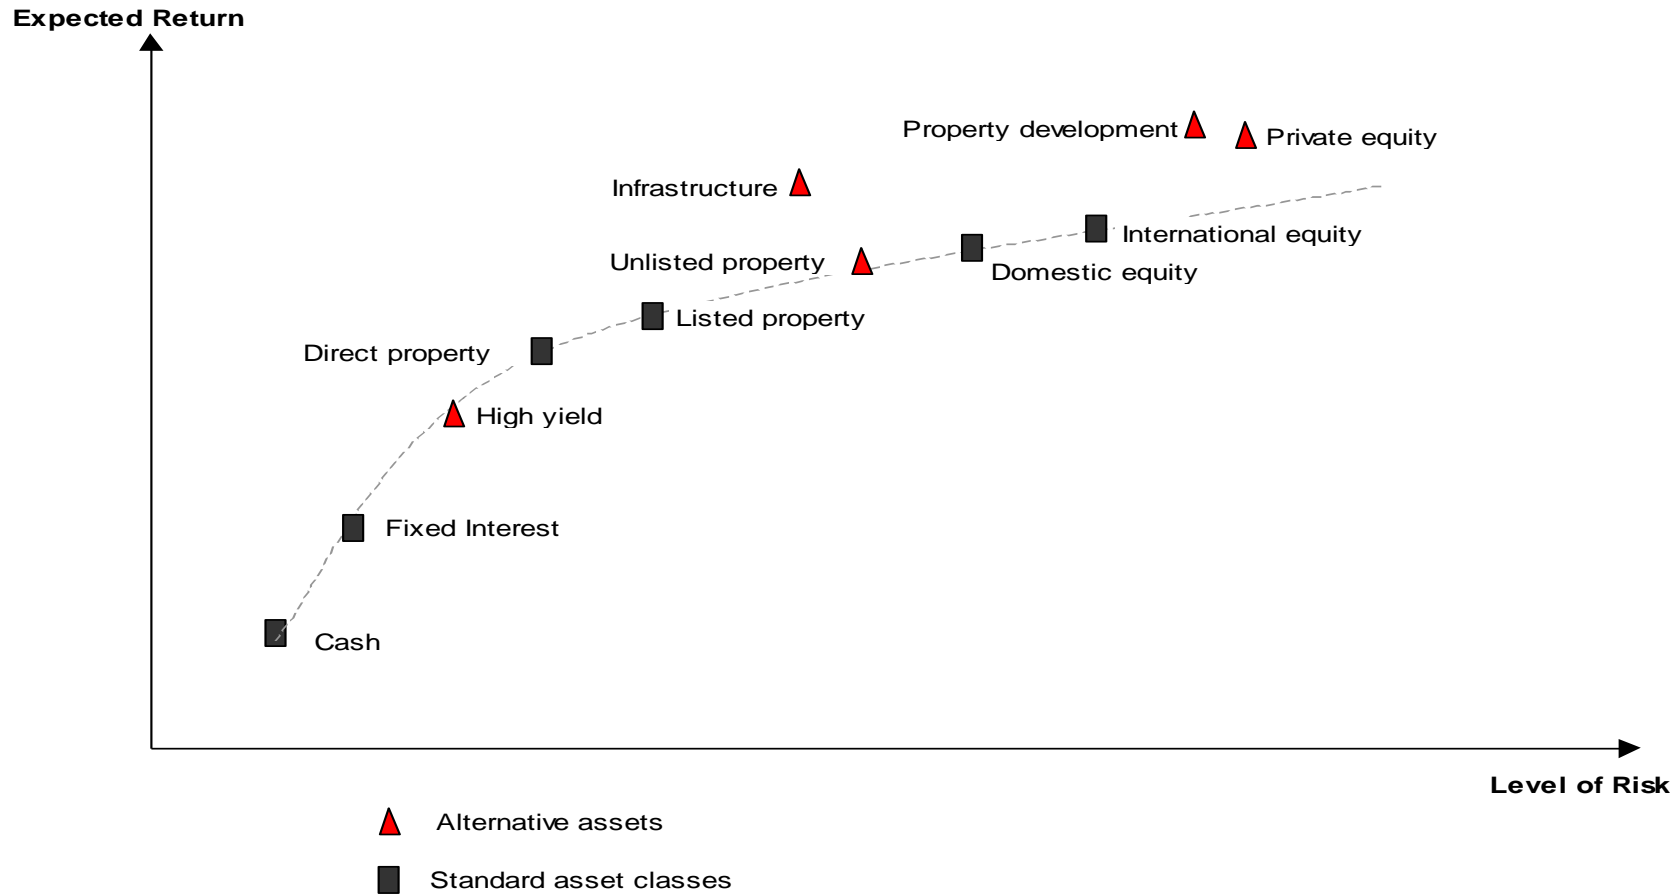 Expected Return
Property development
Private equity
Infrastructure
International equity
Unlisted property
Domestic equity
Listed property
Direct property
High yield
Fixed Interest
Cash
Level of Risk
Alternative assets
Standard asset classes